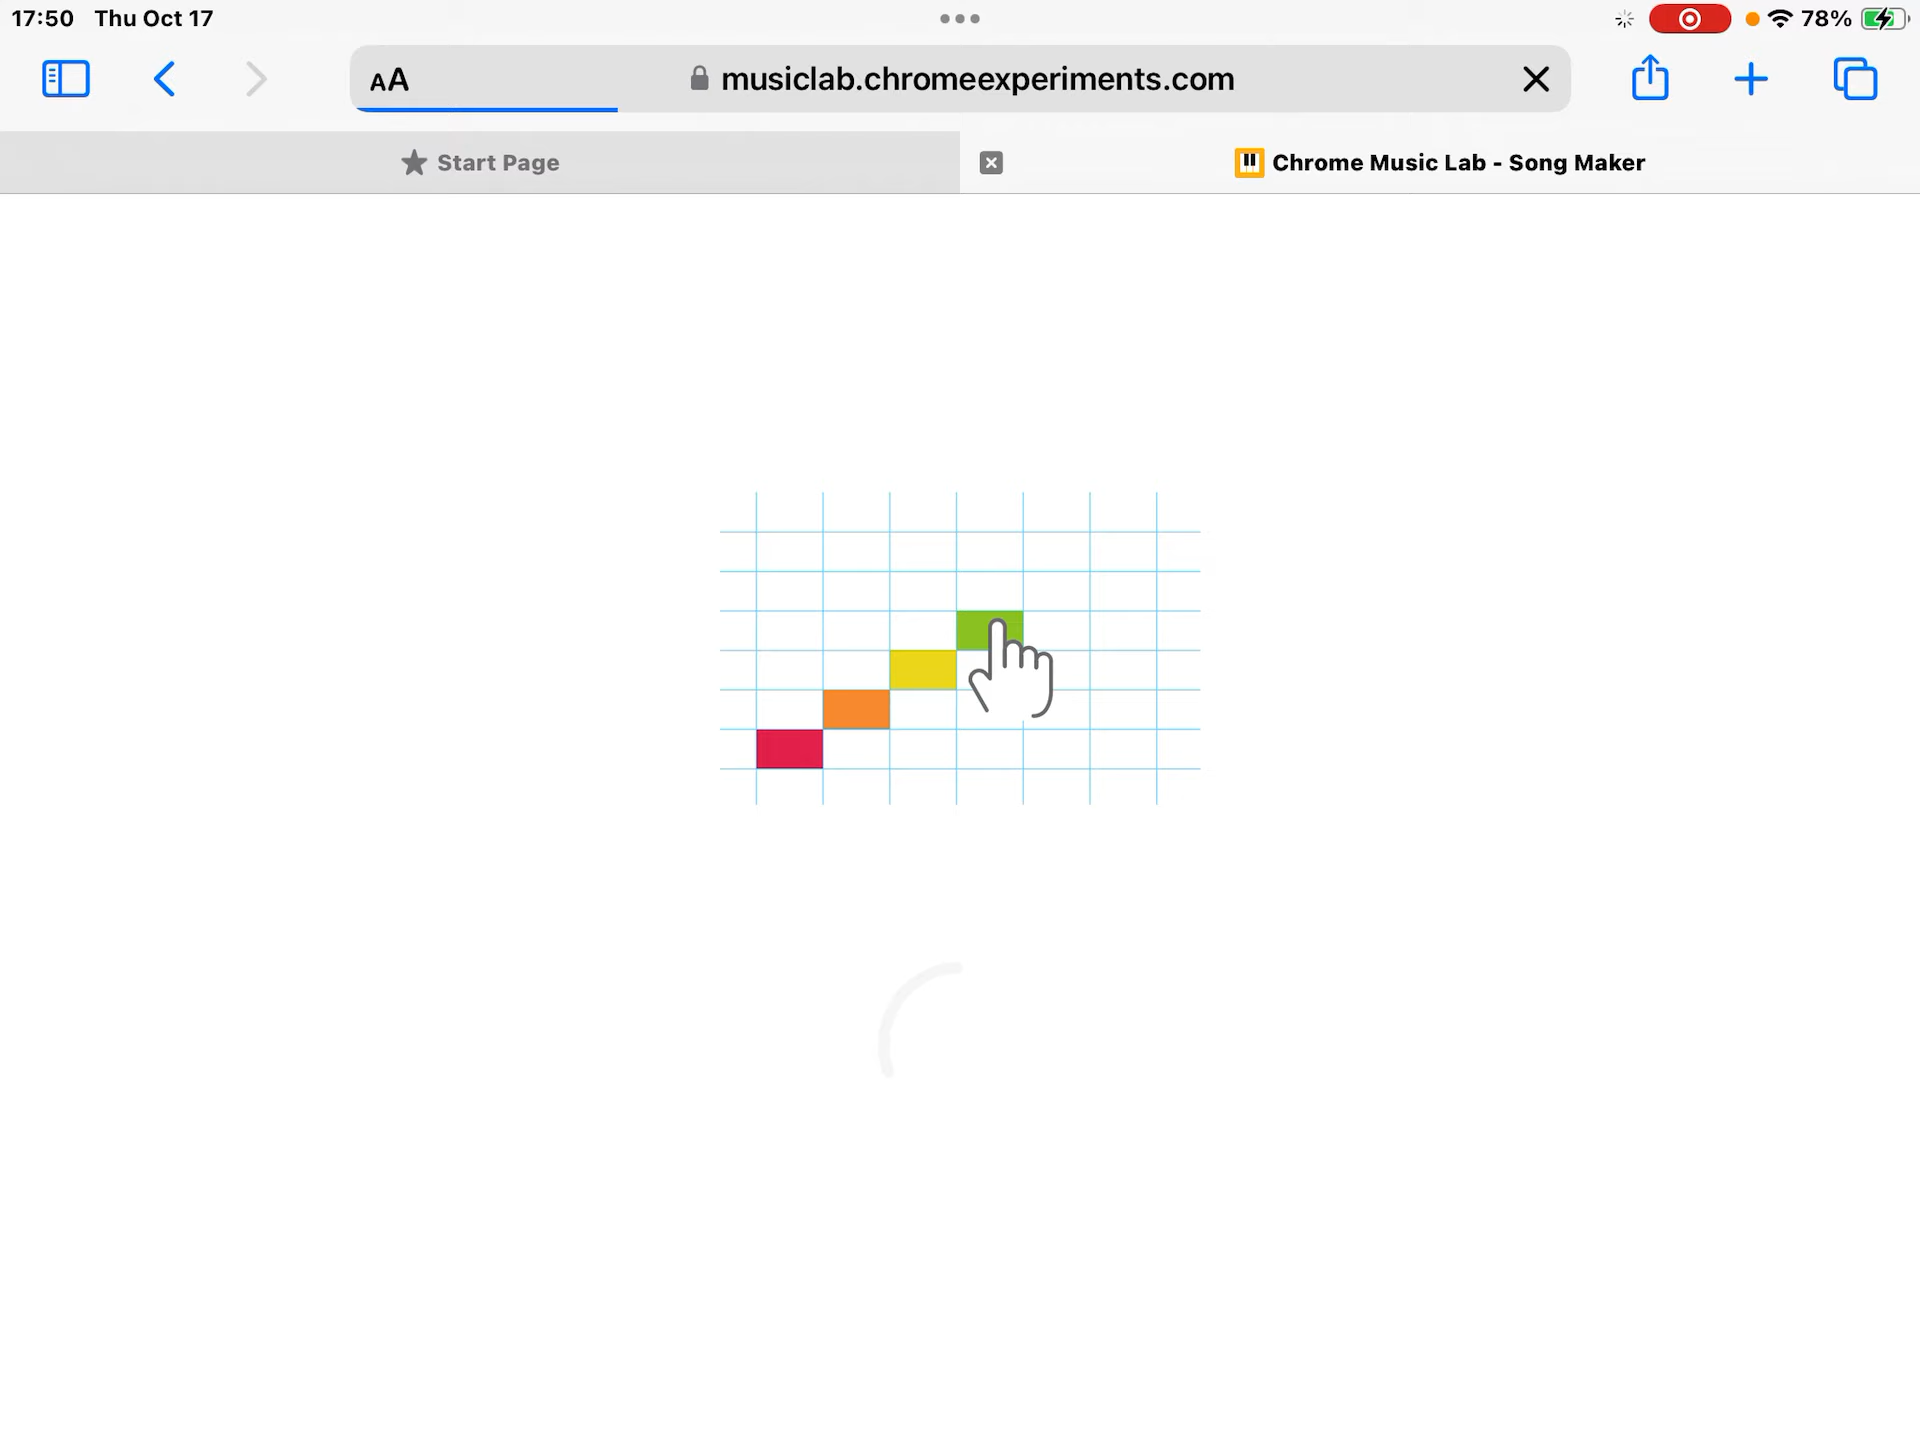 17:50 Thu Oct 17
78%
AA
musiclab.chromeexperiments.com
Start Page
Chrome Music Lab - Song Maker